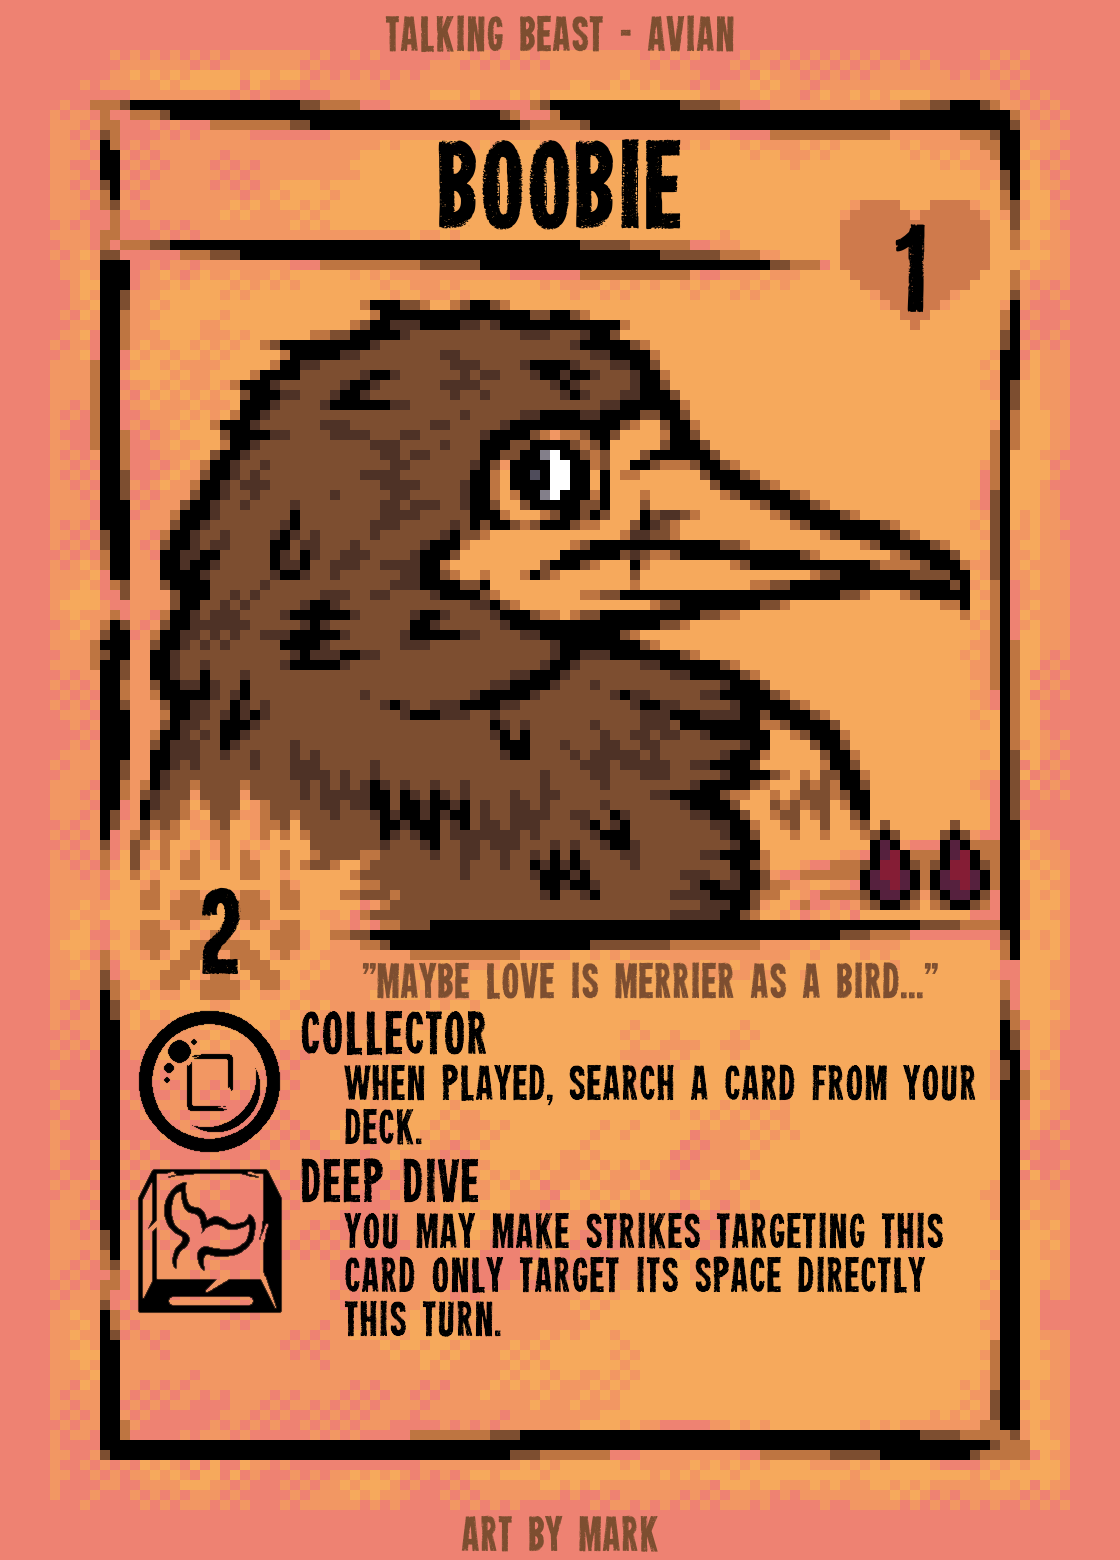 TALKING BEAST - AVIAN
BOOBIE
1
2
"MAYBE LOVE IS MERRIER AS A BIRD..."
COLLECTOR
WHEN PLAYED, SEARCH A CARD FROM YOUR
DECK.
DEEP DIVE
YOU MAY MAKE STRIKES TARGETING THIS
CARD ONLY TARGET ITS SPACE DIRECTLY
THIS TURN.
ART BY MARK